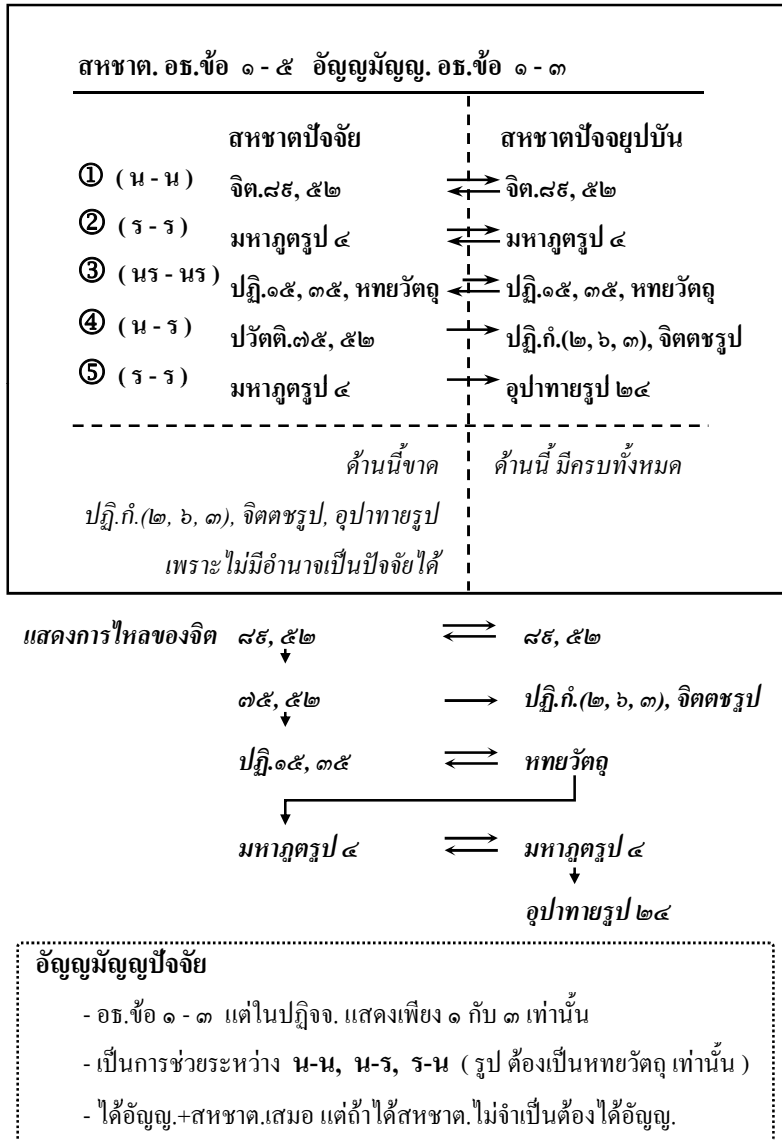 สหชาต. อธ.ข้อ ๑ - ๕ อัญญมัญญ. อธ.ข้อ ๑ - ๓
สหชาตปัจจัย สหชาตปัจจยุปบัน
① ( น - น ) จิต.๘๙, ๕๒ จิต.๘๙, ๕๒
② ( ร - ร ) มหาภูตรูป ๔ มหาภูตรูป ๔
③ ( นร - นร ) ปฏิ.๑๕, ๓๕, หทยวัตถุ ปฏิ.๑๕, ๓๕, หทยวัตถุ
④ ( น - ร ) ปวัตติ.๗๕, ๕๒ ปฏิ.กํ.(๒, ๖, ๓), จิตตชรูป
⑤ ( ร - ร ) มหาภูตรูป ๔ อุปาทายรูป ๒๔
ด้านนี้ขาด ด้านนี้ มีครบทั้งหมด
ปฏิ.กํ.(๒, ๖, ๓), จิตตชรูป, อุปาทายรูป
เพราะไม่มีอำนาจเป็นปัจจัยได้
แสดงการไหลของจิต ๘๙, ๕๒ ๘๙, ๕๒
๗๕, ๕๒ ปฏิ.กํ.(๒, ๖, ๓), จิตตชรูป
ปฏิ.๑๕, ๓๕ หทยวัตถุ
มหาภูตรูป ๔ มหาภูตรูป ๔
อุปาทายรูป ๒๔
อัญญมัญญปัจจัย
- อธ.ข้อ ๑ - ๓ แต่ในปฏิจจ. แสดงเพียง ๑ กับ ๓ เท่านั้น
- เป็นการช่วยระหว่าง น-น, น-ร, ร-น ( รูป ต้องเป็นหทยวัตถุ เท่านั้น )
- ได้อัญญ.+สหชาต.เสมอ แต่ถ้าได้สหชาต.ไม่จำเป็นต้องได้อัญญ.